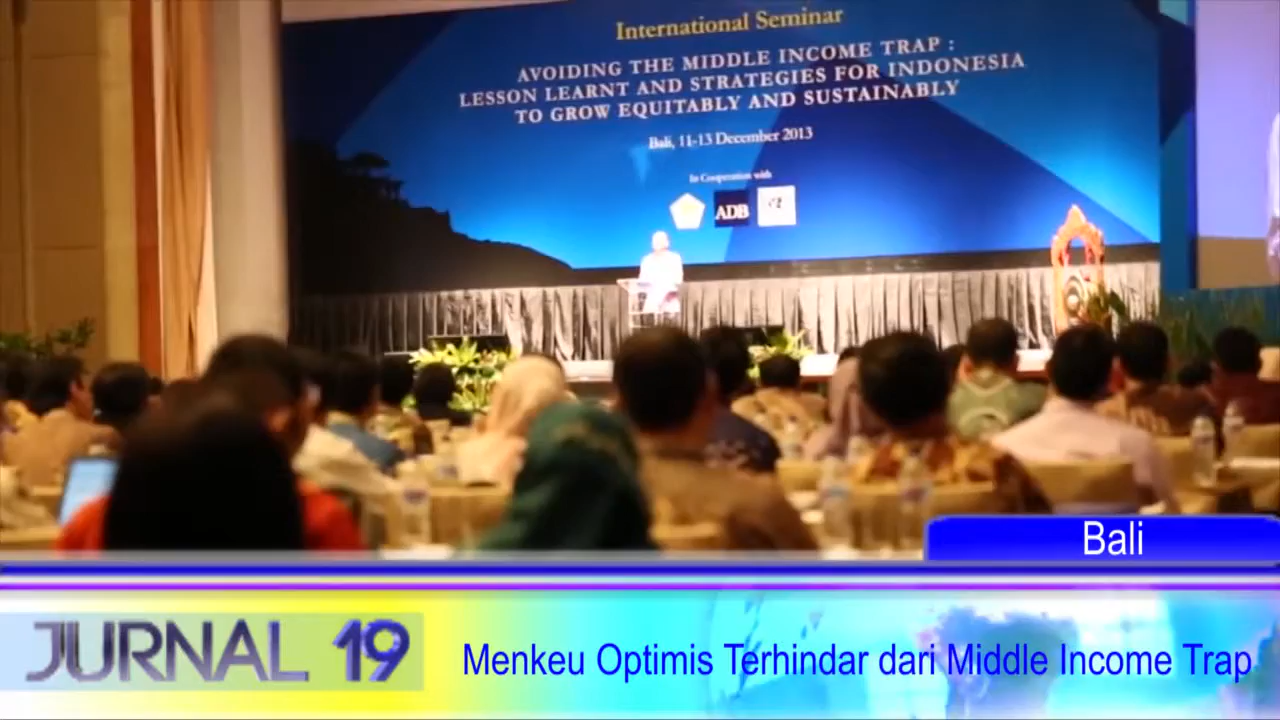 International Seminar
AVOIDING THE MIDDLE INCOME TRAP :
LESSON LEARNT AND STRATEGIES FOR INDONESIA
TO GROW EQUITABLY AND SUSTAINABLY
Bali, 11-13 December 2013
In Cooperation with
ADB
Bali
JURNAL 19
Menkeu Optimis Terhindar dari Middle Income Trap